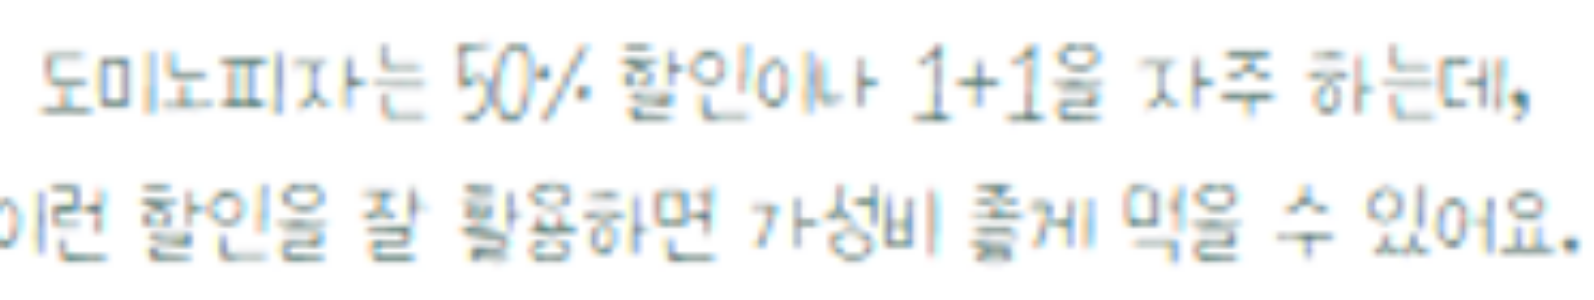 도미노피자는 50% 할인이나 1+1을 자주 하는데,
이런 할인을 잘 활용하면 가성비 좋게 먹을 수 있어요.